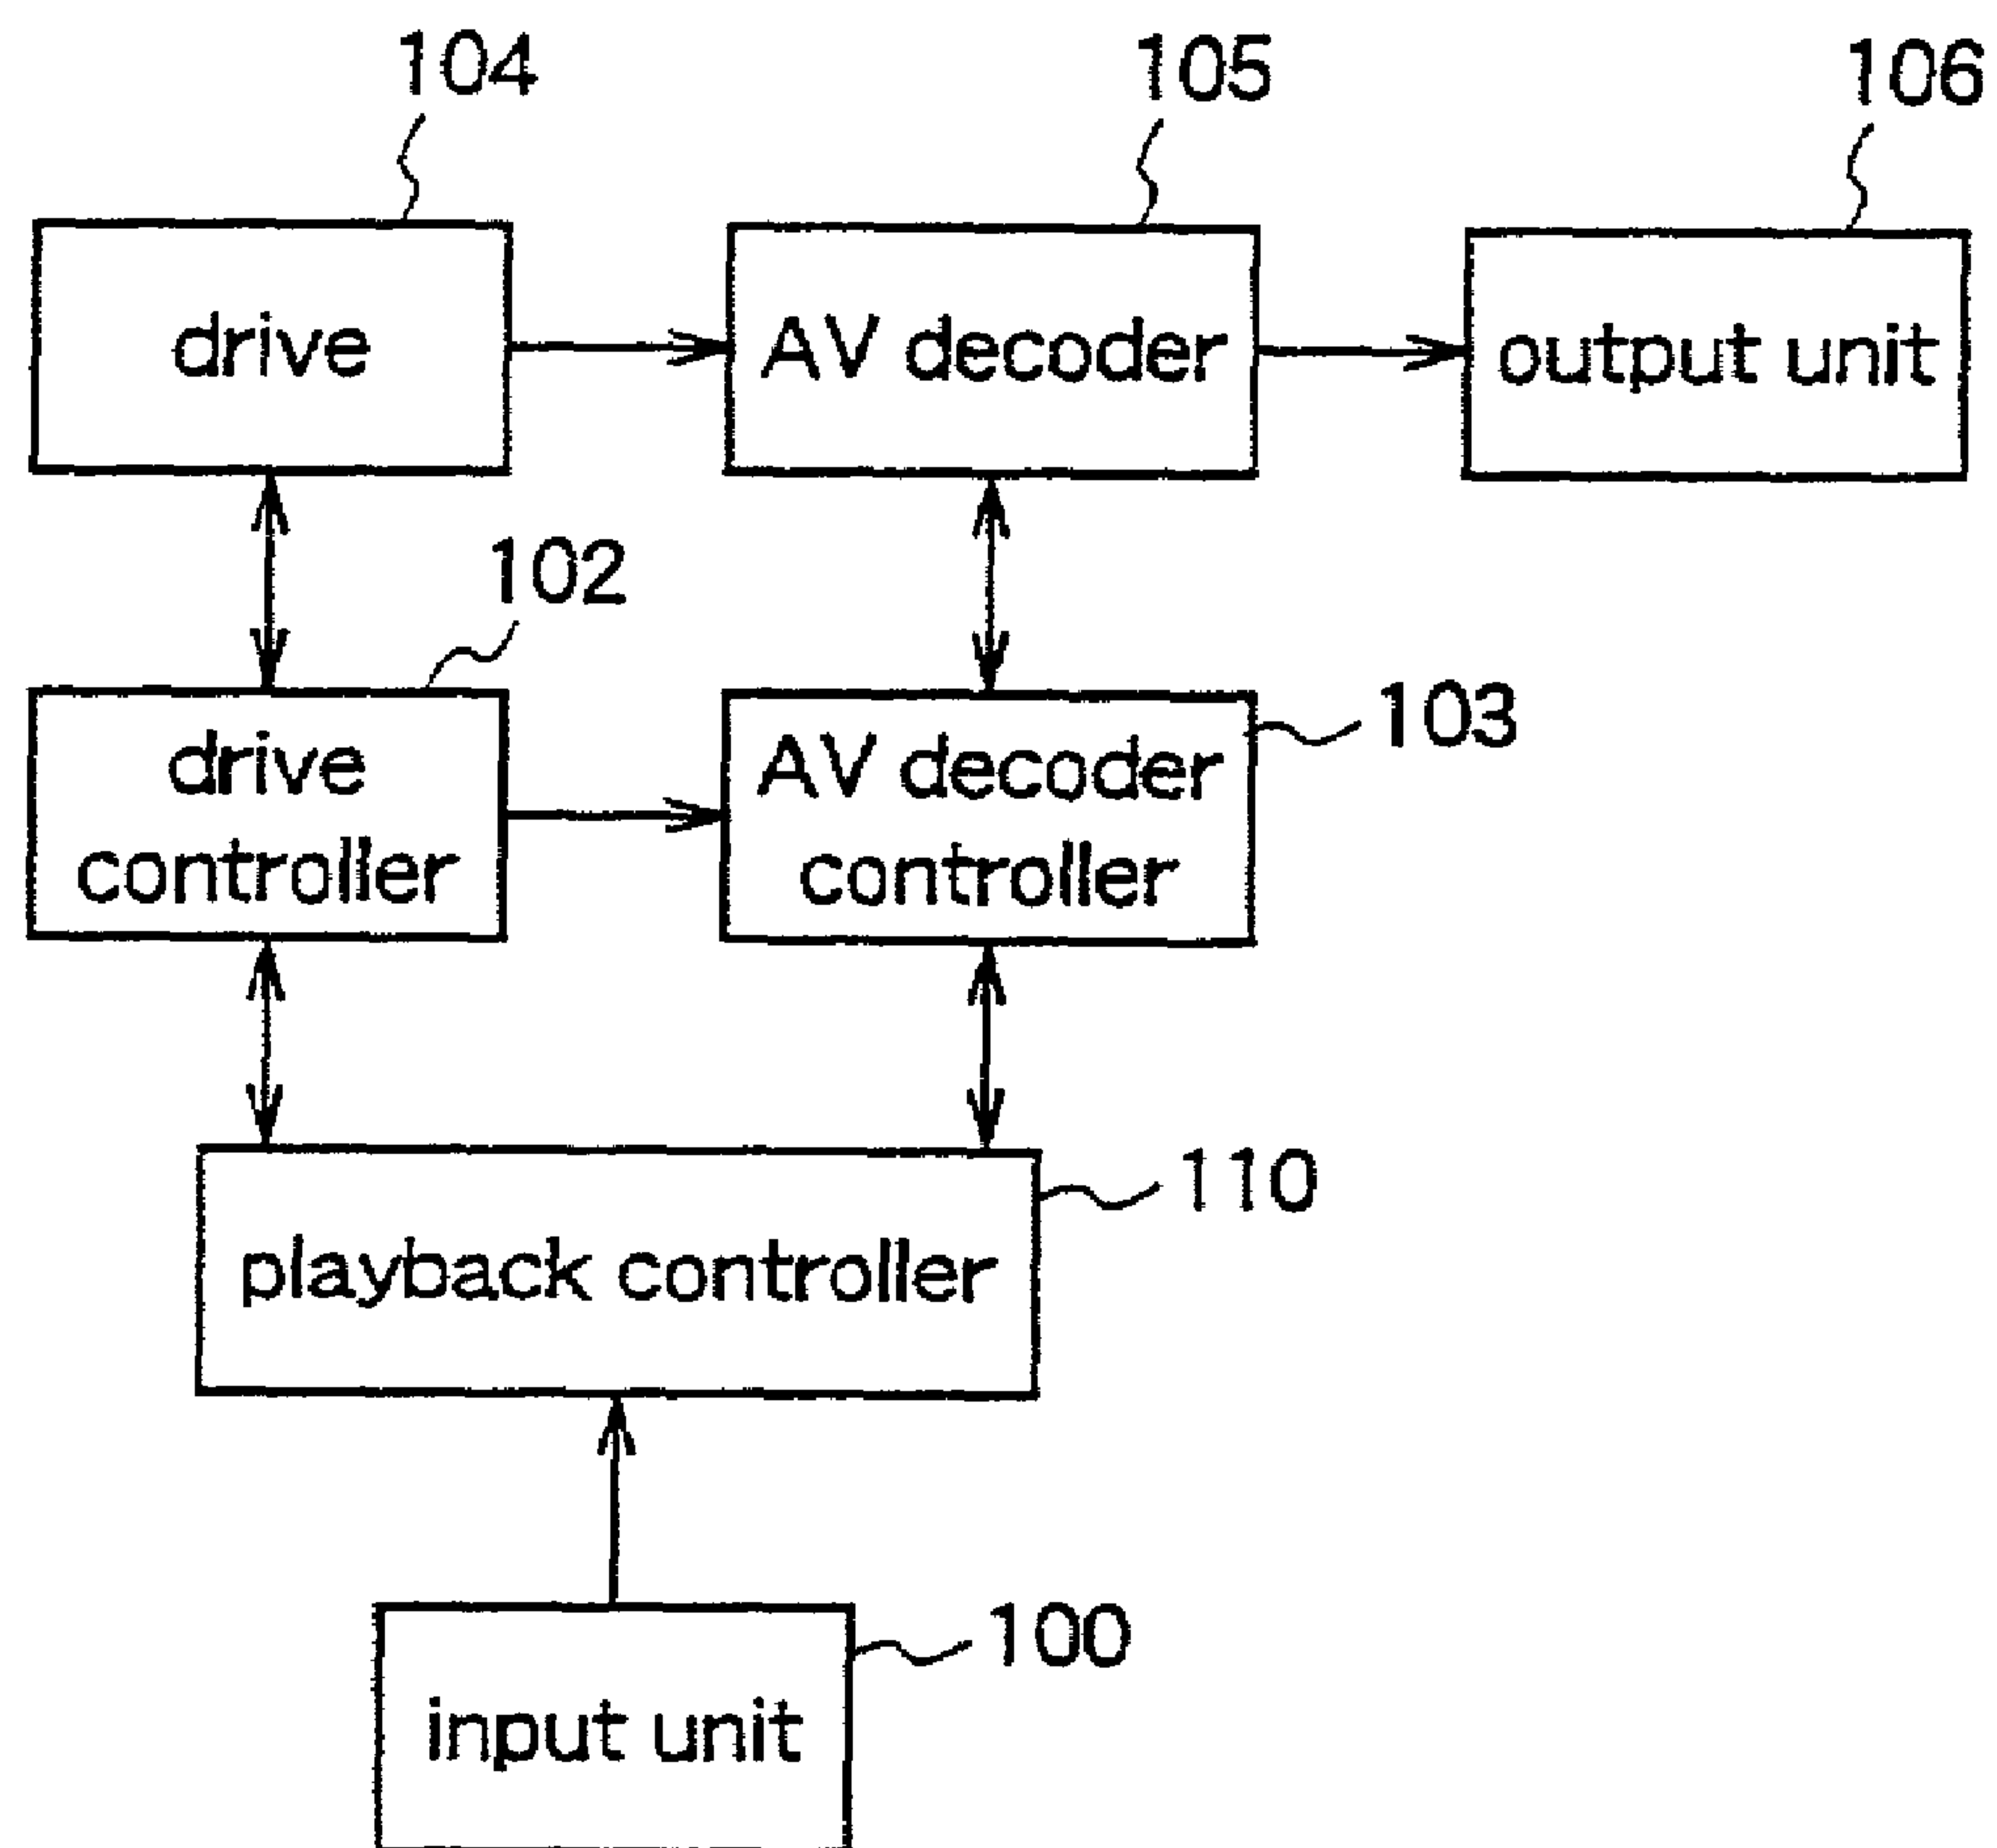 104
105
106
drive
AV decoder
output unit
102
103
drive
controller
AV decoder
controller
110
playback controller
100
input unit